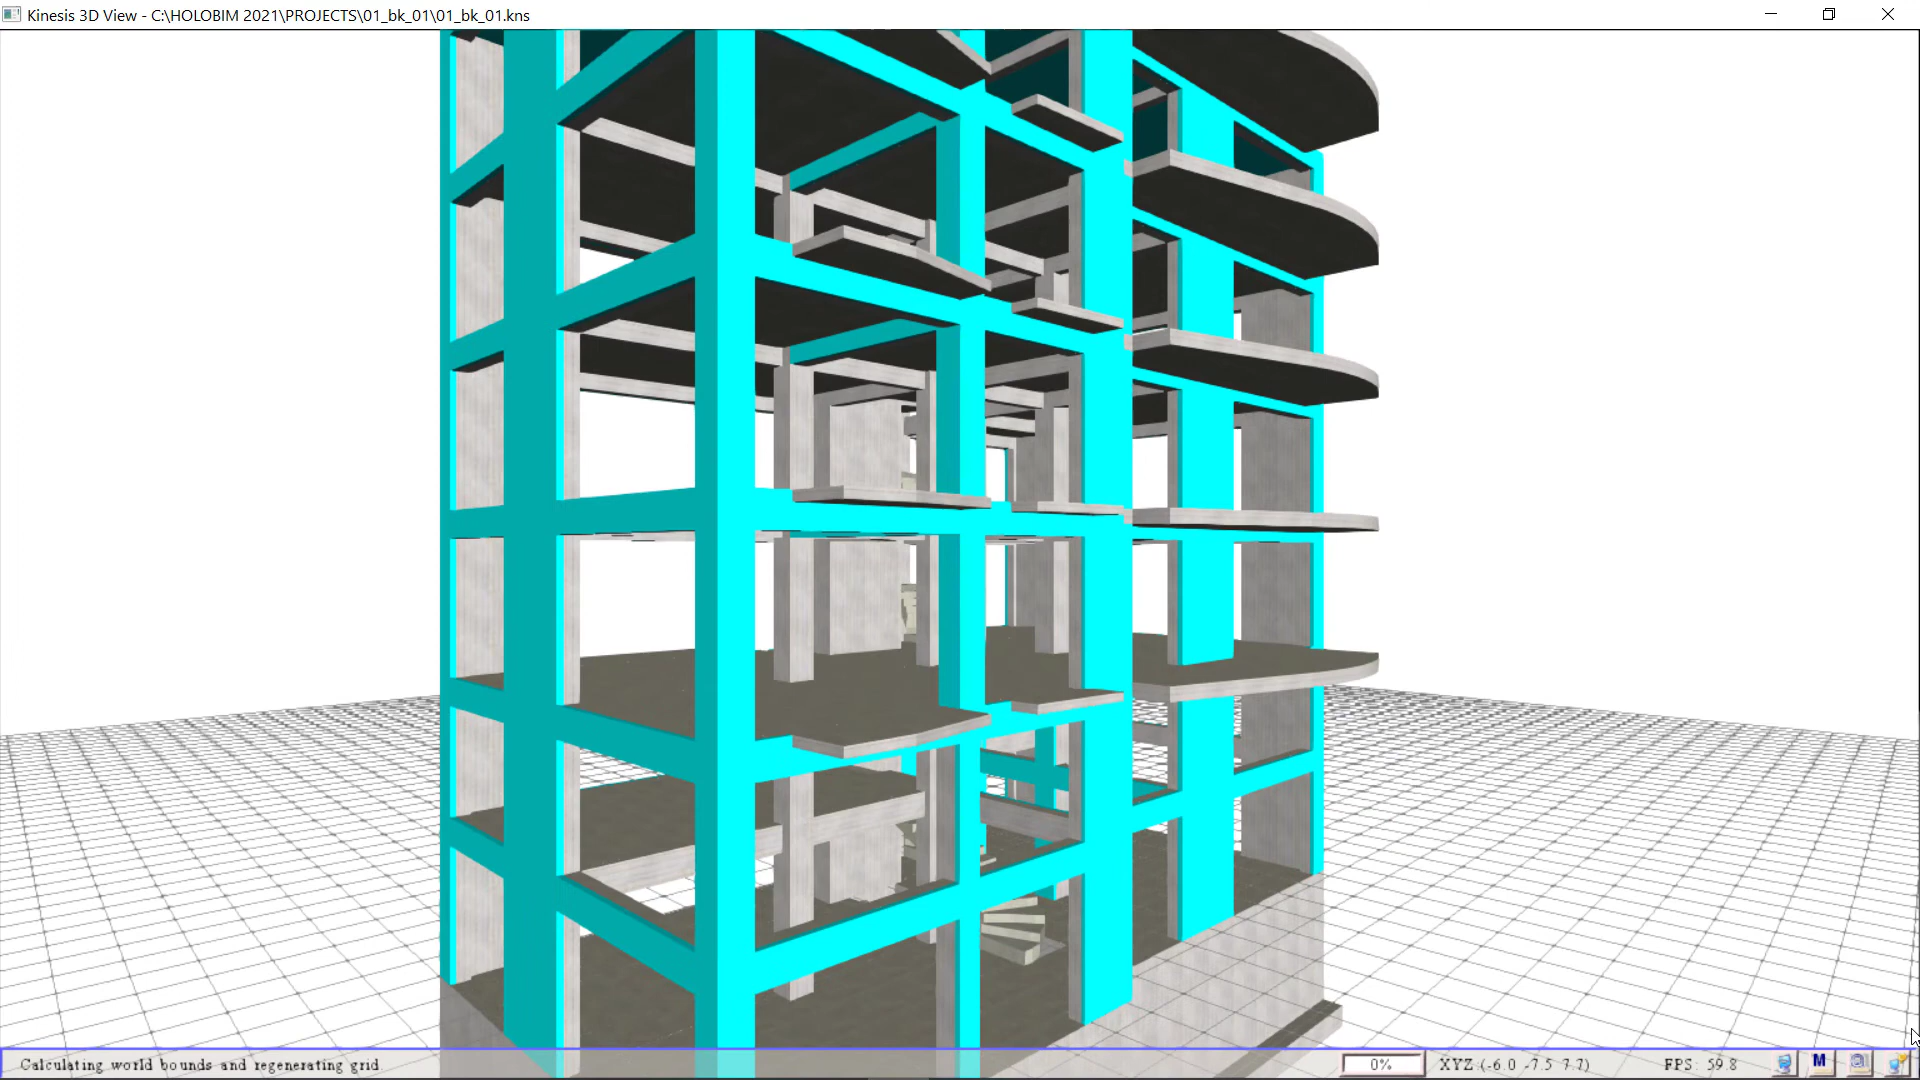 Kinesis 3D View - C:\HOLOBIM 2021\PROJECTS\01_bk_01\01_bk_01.kns
Calculating world bounds and regenerating grid
0%
XYZ (-6.0 -7.5 7.7)
FPS: 59.8
M